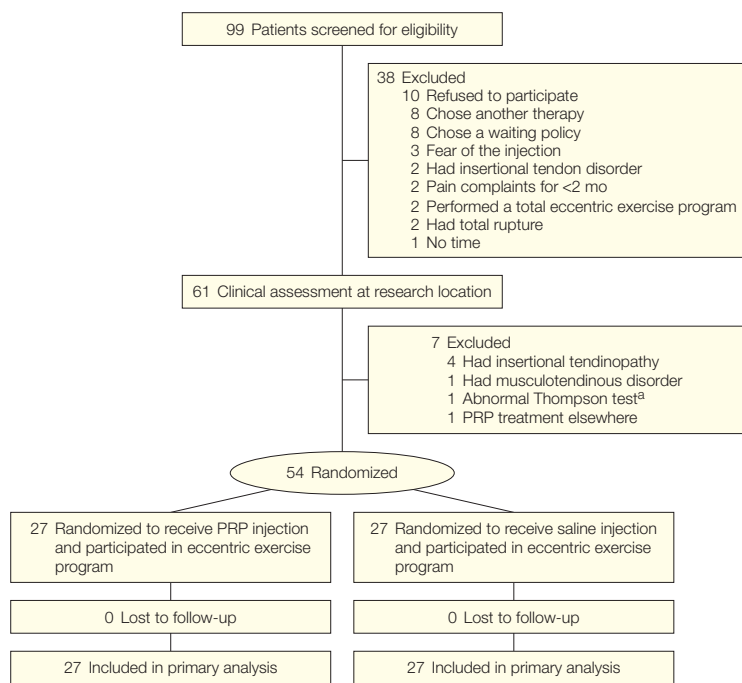 99 Patients screened for eligibility
38 Excluded
10 Refused to participate
8 Chose another therapy
8 Chose a waiting policy
3 Fear of the injection
2 Had insertional tendon disorder
2 Pain complaints for <2 mo
2 Performed a total eccentric exercise program
2 Had total rupture
1 No time
61 Clinical assessment at research location
7 Excluded
4 Had insertional tendinopathy
1 Had musculotendinous disorder
1 Abnormal Thompson testᵃ
1 PRP treatment elsewhere
54 Randomized
27 Randomized to receive PRP injection
and participated in eccentric exercise
program
27 Randomized to receive saline injection
and participated in eccentric exercise
program
0 Lost to follow-up
0 Lost to follow-up
27 Included in primary analysis
27 Included in primary analysis